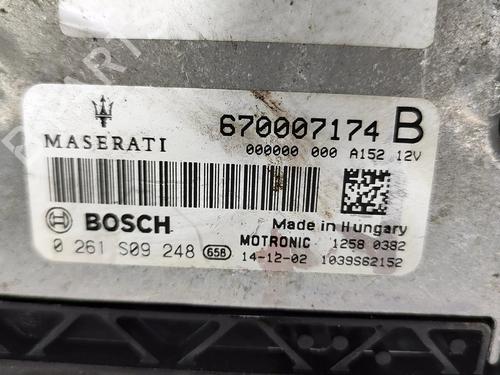 MASERATI
670007174 B
000000 000 A152 12V
BOSCH
Made in Hungary
0 261 S09 248 658
MOTRONIC 1258 0382
14-12-02 1039S62152